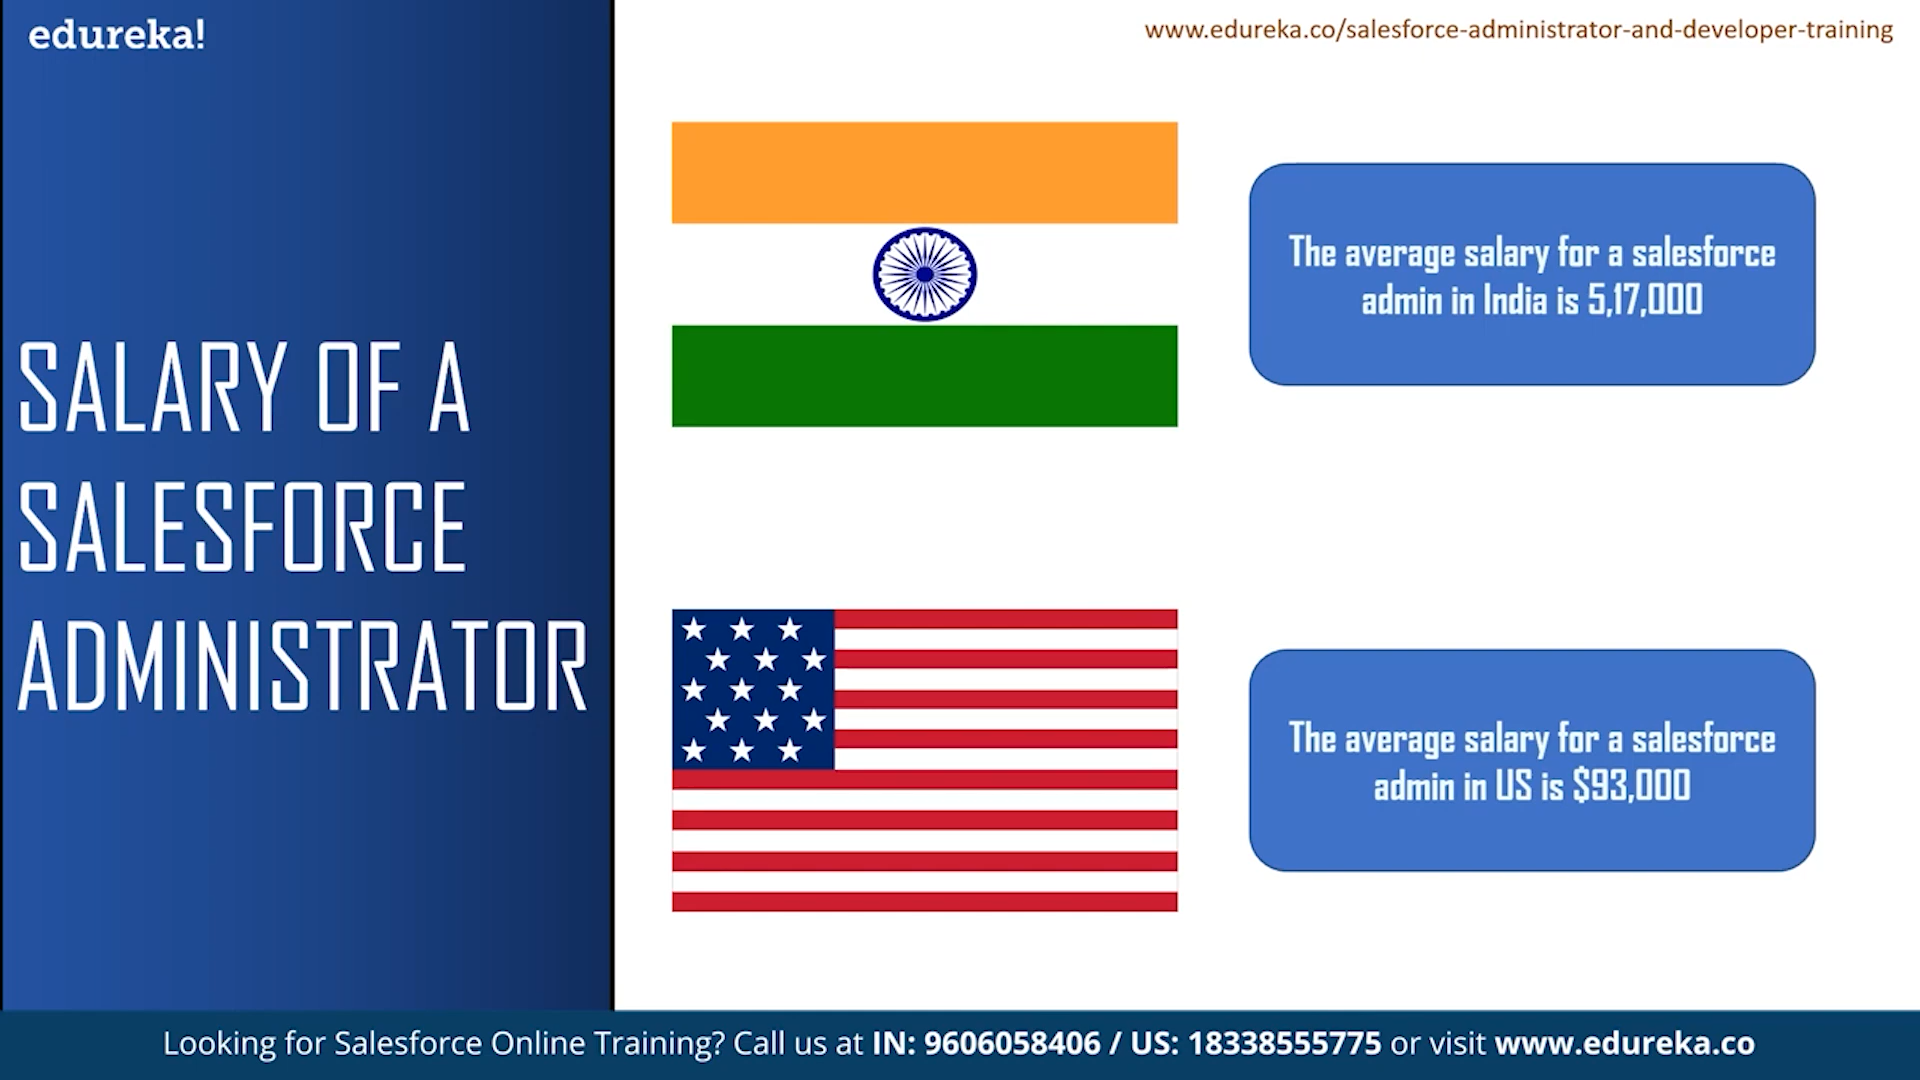 edureka!
www.edureka.co/salesforce-administrator-and-developer-training
SALARY OF A
SALESFORCE
ADMINISTRATOR
The average salary for a salesforce
admin in India is 5,17,000
The average salary for a salesforce
admin in US is $93,000
Looking for Salesforce Online Training? Call us at IN: 9606058406 / US: 18338555775 or visit www.edureka.co